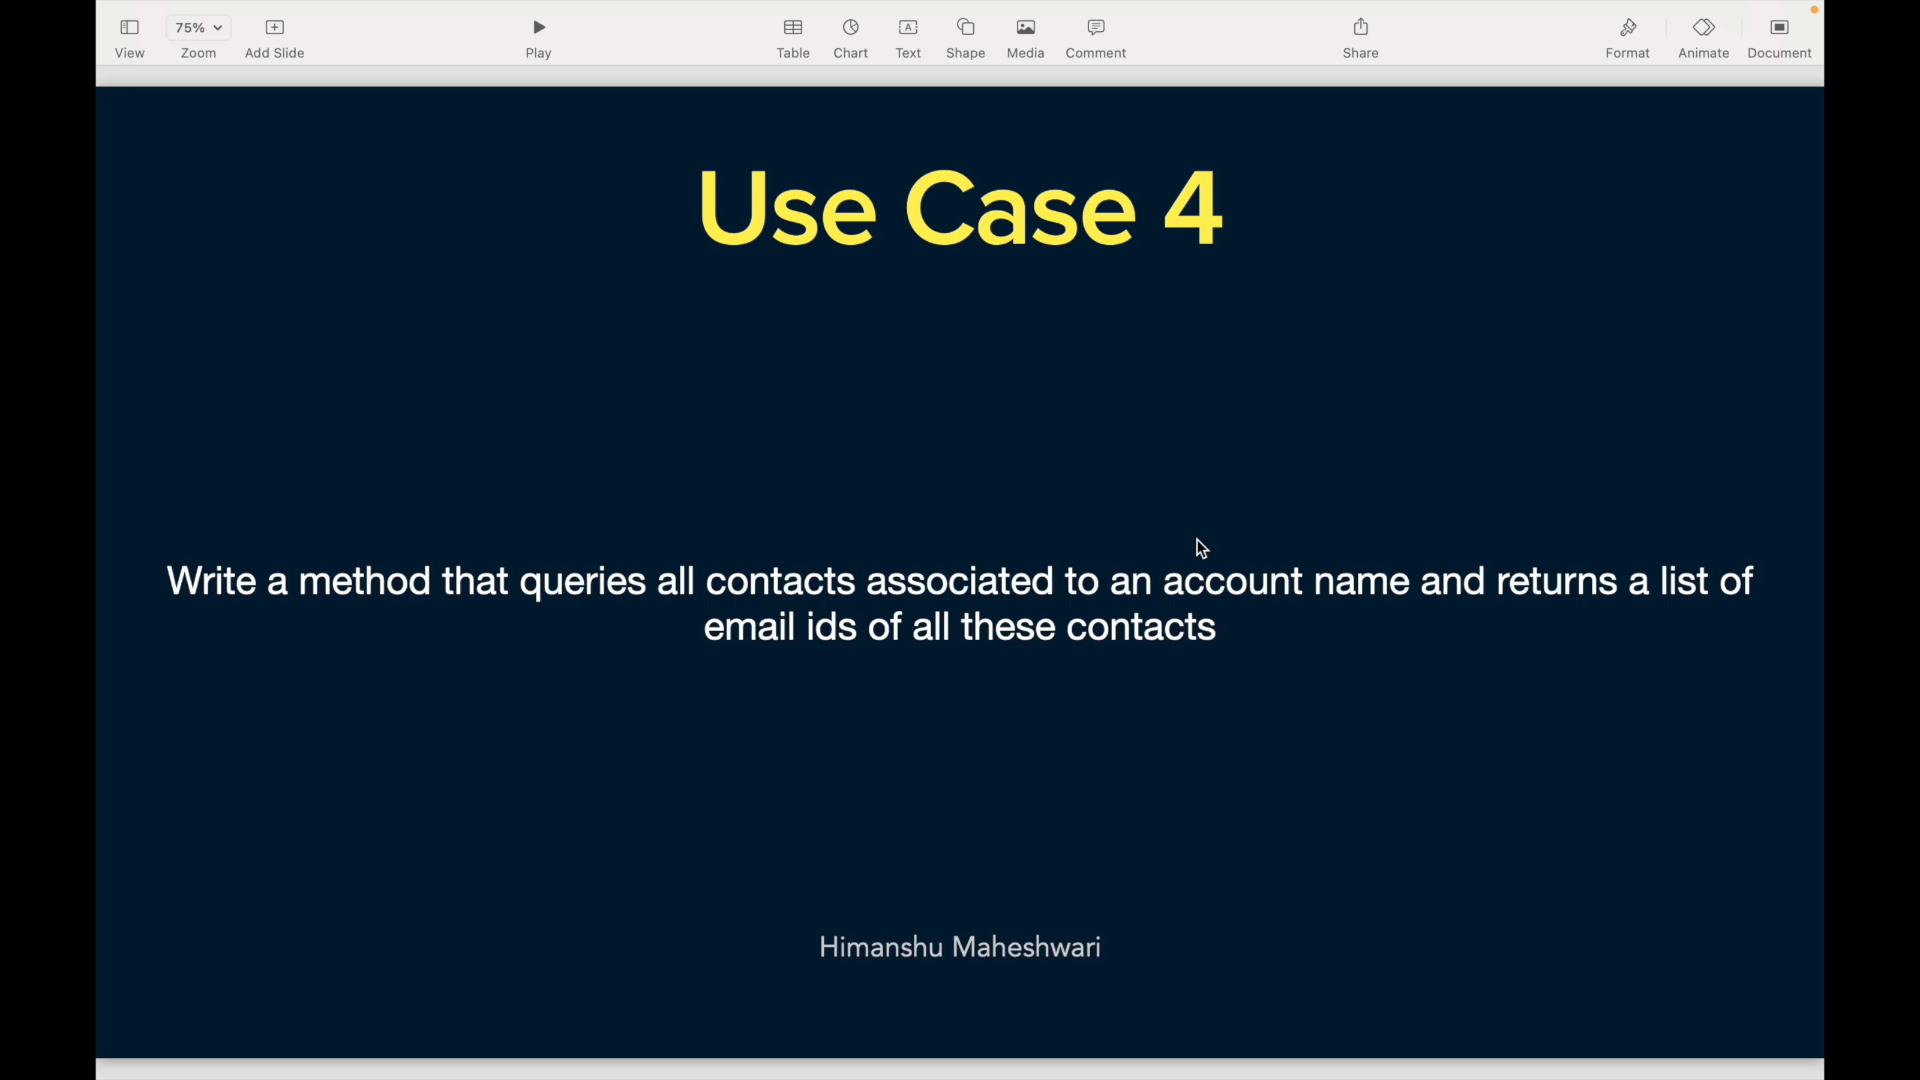 View
75%
Zoom
Add Slide
Play
Table
Chart
A
Text
Shape
Media
Comment
Share
Format
Animate
Document
Use Case 4
Write a method that queries all contacts associated to an account name and returns a list of
email ids of all these contacts
Himanshu Maheshwari